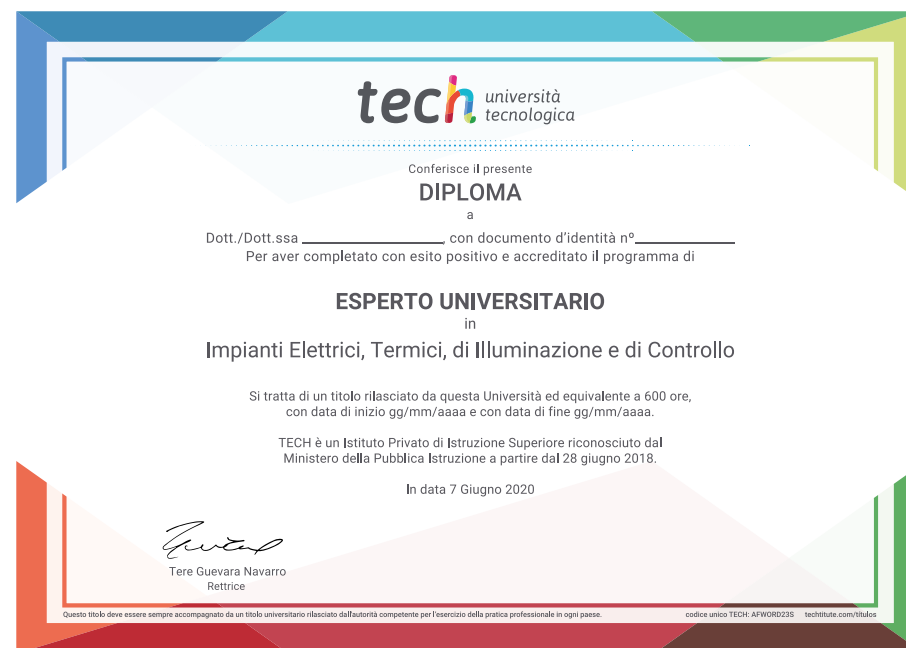 tech università
tecnologica
Conferisce il presente
DIPLOMA
a
Dott./Dott.ssa ____________________, con documento d'identità nº______________
Per aver completato con esito positivo e accreditato il programma di
ESPERTO UNIVERSITARIO
in
Impianti Elettrici, Termici, di Illuminazione e di Controllo
Si tratta di un titolo rilasciato da questa Università ed equivalente a 600 ore,
con data di inizio gg/mm/aaaa e con data di fine gg/mm/aaaa.
TECH è un Istituto Privato di Istruzione Superiore riconosciuto dal
Ministero della Pubblica Istruzione a partire dal 28 giugno 2018.
In data 7 Giugno 2020
Tere Guevara Navarro
Rettrice
Questo titolo deve essere sempre accompagnato da un titolo universitario rilasciato dall'autorità competente per l'esercizio della pratica professionale in ogni paese. codice unico TECH: AFWORD23S techtitute.com/titulos